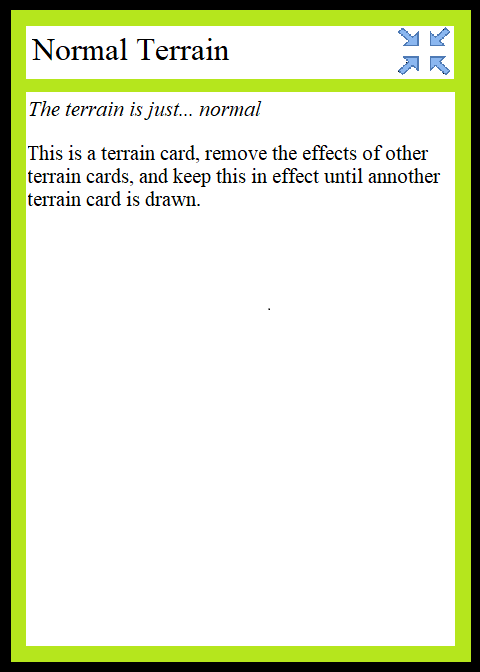 Normal Terrain
The terrain is just... normal
This is a terrain card, remove the effects of other
terrain cards, and keep this in effect until annother
terrain card is drawn.